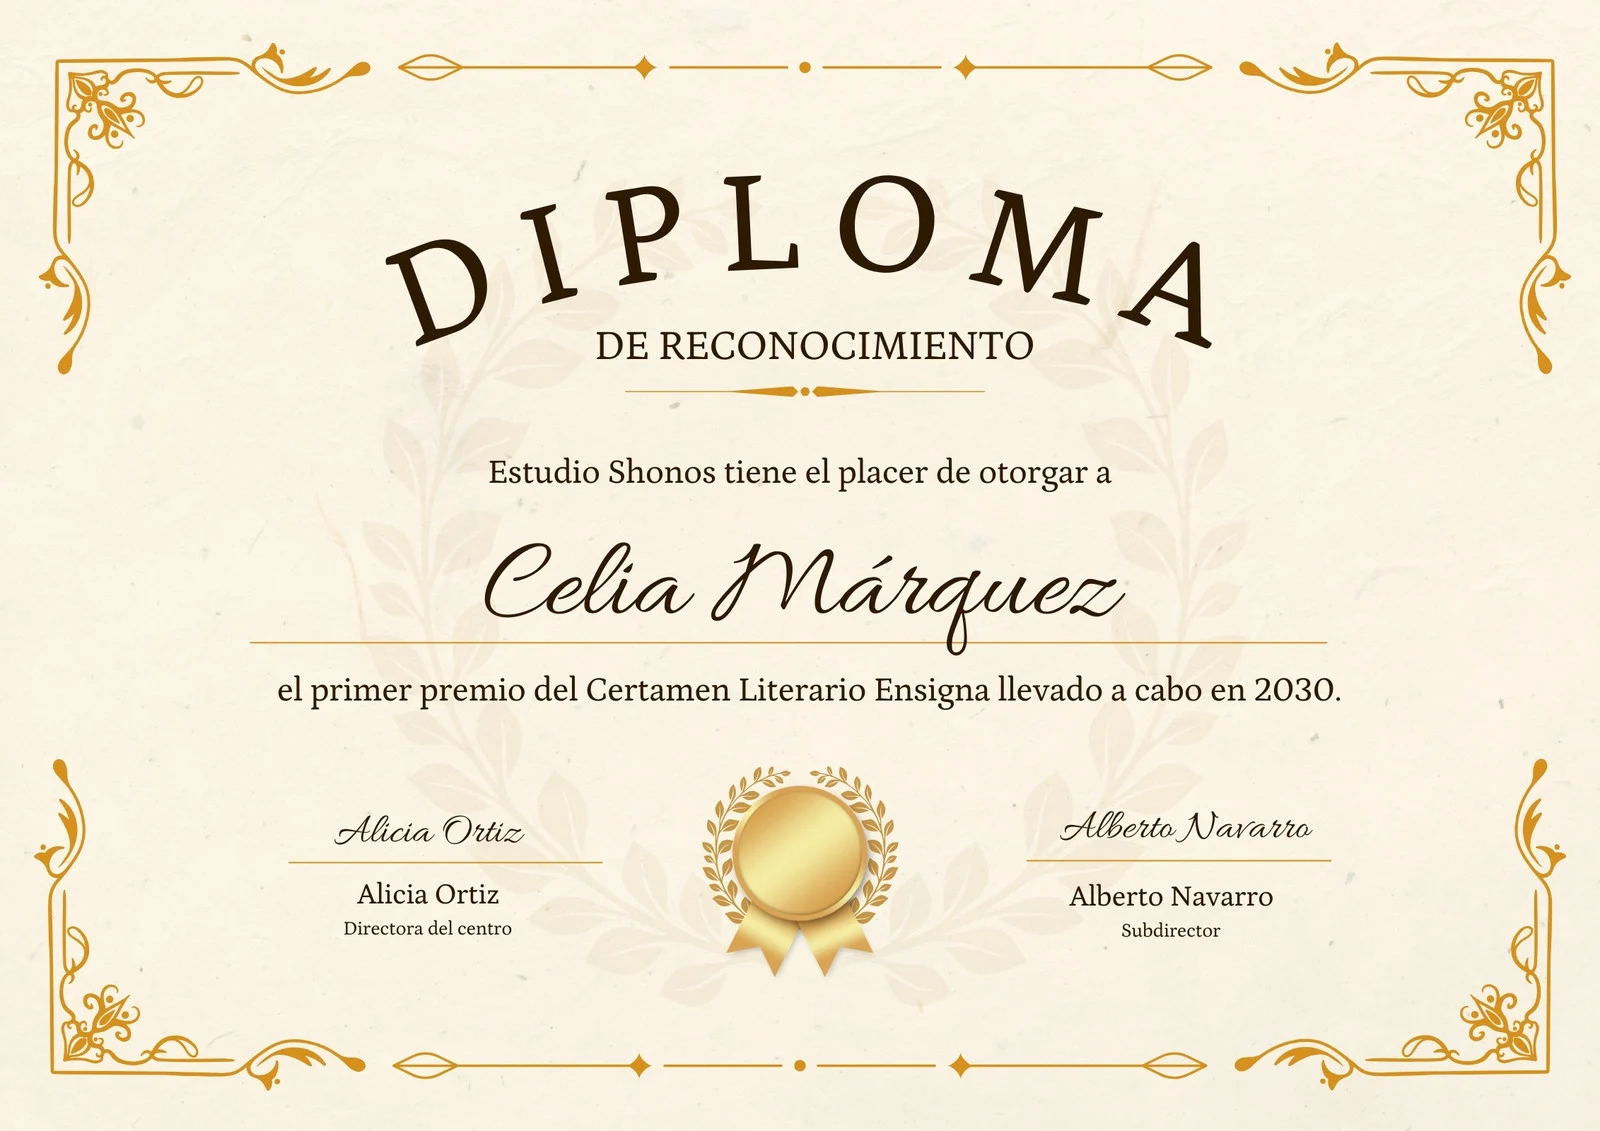 DIPLOMA
DE RECONOCIMIENTO
Estudio Shonos tiene el placer de otorgar a
Celia Márquez
el primer premio del Certamen Literario Ensigna llevado a cabo en 2030.
Alicia Ortiz
Alicia Ortiz
Directora del centro
Alberto Navarro
Alberto Navarro
Subdirector